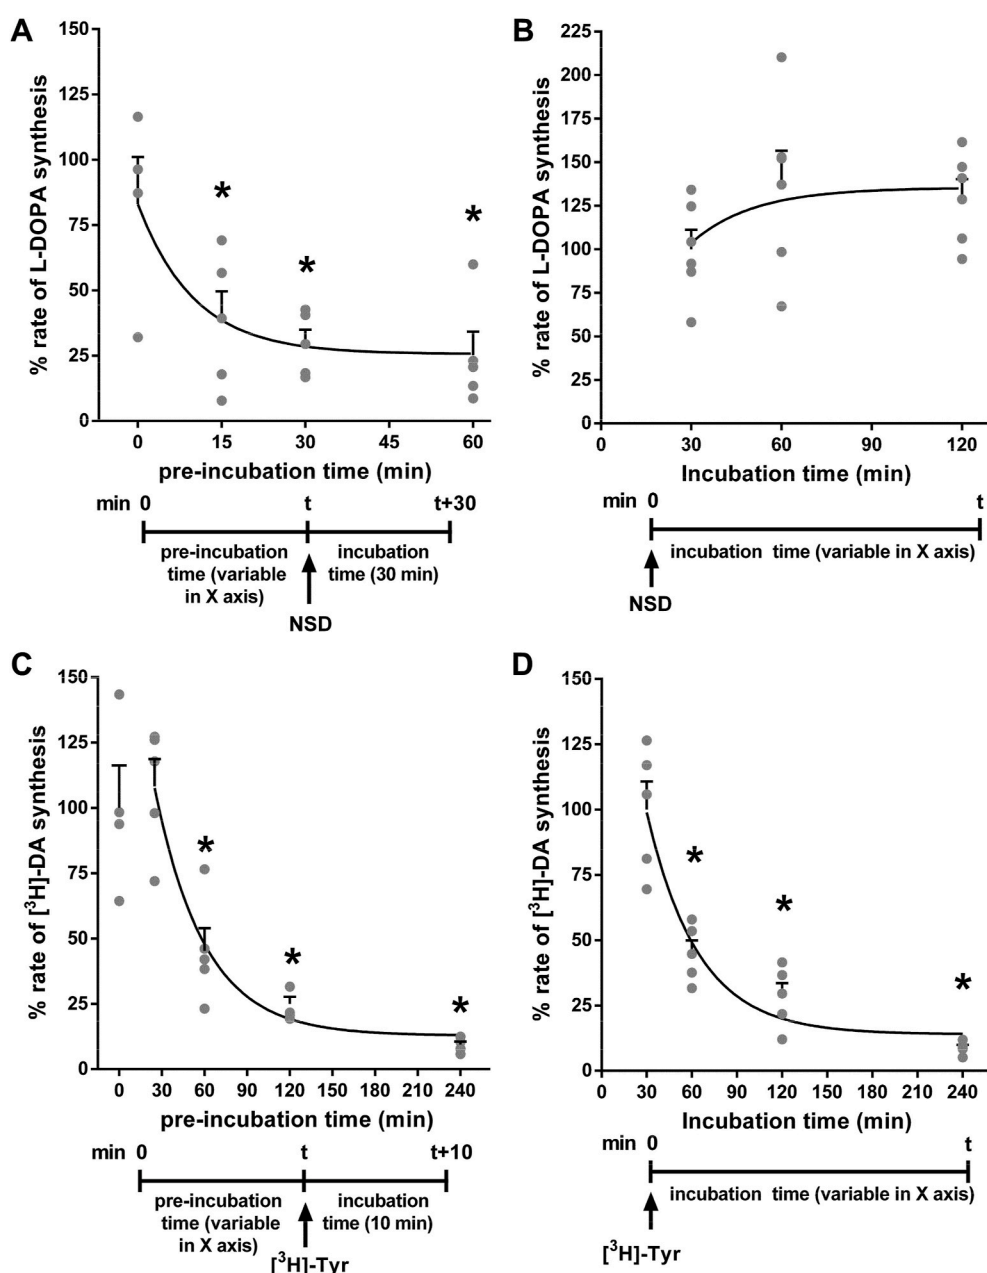 A
% rate of L-DOPA synthesis
150
125
100
75
50
25
0
*
*
*
0 15 30 45 60
pre-incubation time (min)
min 0 t t+30
pre-incubation
time (variable
in X axis)
incubation
time (30 min)
NSD
B
% rate of L-DOPA synthesis
225
200
175
150
125
100
75
50
25
0
0 30 60 90 120
Incubation time (min)
min 0 t
incubation time (variable in X axis)
NSD
C
% rate of [³H]-DA synthesis
150
125
100
75
50
25
0
*
*
*
0 30 60 90 120 150 180 210 240
pre-incubation time (min)
min 0 t t+10
pre-incubation
time (variable
in X axis)
incubation
time (10 min)
[³H]-Tyr
D
% rate of [³H]-DA synthesis
150
125
100
75
50
25
0
*
*
*
0 30 60 90 120 150 180 210 240
Incubation time (min)
min 0 t
incubation time (variable in X axis)
[³H]-Tyr